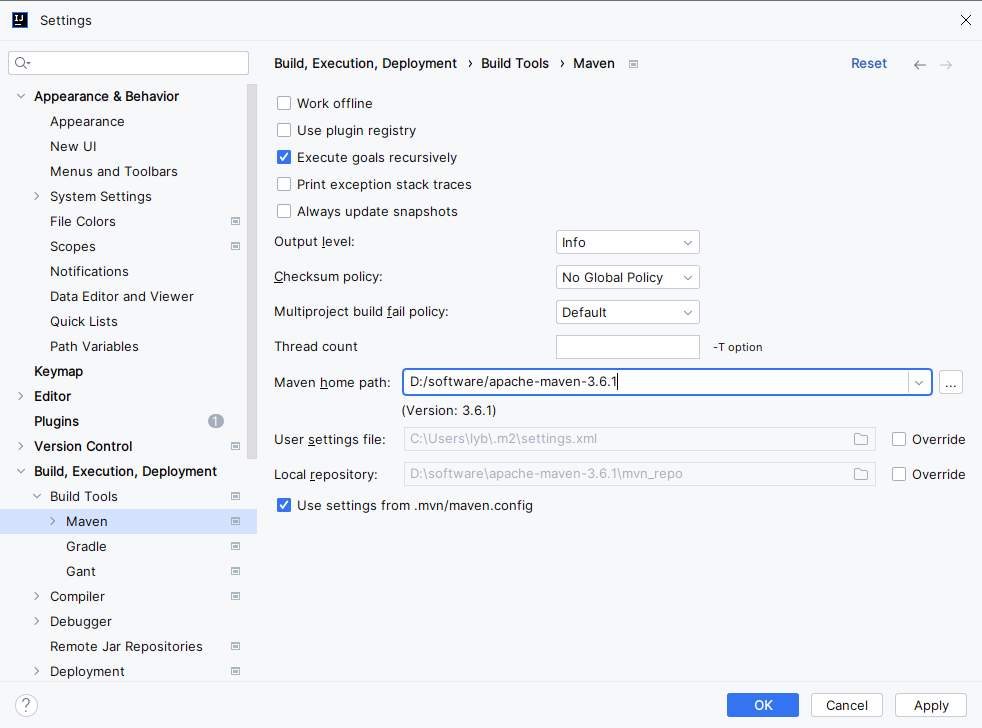 Settings
Appearance & Behavior
Appearance
New UI
Menus and Toolbars
System Settings
File Colors
Scopes
Notifications
Data Editor and Viewer
Quick Lists
Path Variables
Keymap
Editor
Plugins 1
Version Control
Build, Execution, Deployment
Build Tools
Maven
Gradle
Gant
Compiler
Debugger
Remote Jar Repositories
Deployment
Build, Execution, Deployment › Build Tools › Maven
Reset
Work offline
Use plugin registry
Execute goals recursively
Print exception stack traces
Always update snapshots
Output level: Info
Checksum policy: No Global Policy
Multiproject build fail policy: Default
Thread count -T option
Maven home path: D:/software/apache-maven-3.6.1 ...
(Version: 3.6.1)
User settings file: C:\Users\lyb\.m2\settings.xml Override
Local repository: D:\software\apache-maven-3.6.1\mvn_repo Override
Use settings from .mvn/maven.config
? OK Cancel Apply